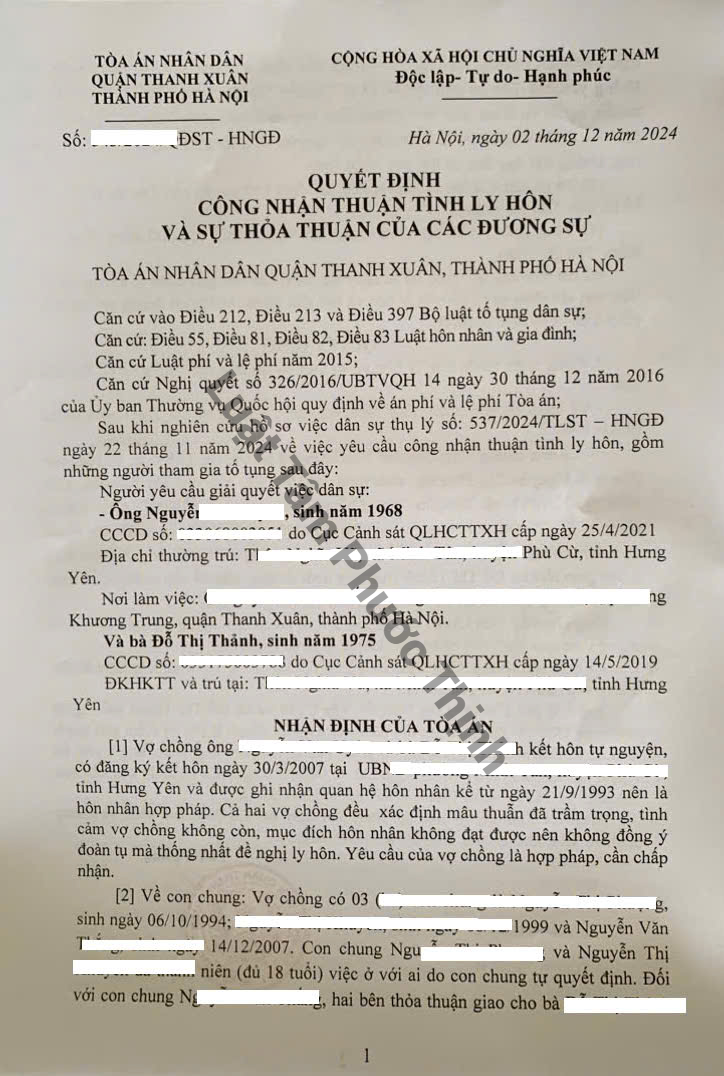 TÒA ÁN NHÂN DÂN
QUẬN THANH XUÂN
THÀNH PHỐ HÀ NỘI
CỘNG HÒA XÃ HỘI CHỦ NGHĨA VIỆT NAM
Độc lập- Tự do- Hạnh phúc
Số: QĐST - HNGĐ
Hà Nội, ngày 02 tháng 12 năm 2024
QUYẾT ĐỊNH
CÔNG NHẬN THUẬN TÌNH LY HÔN
VÀ SỰ THỎA THUẬN CỦA CÁC ĐƯƠNG SỰ
TÒA ÁN NHÂN DÂN QUẬN THANH XUÂN, THÀNH PHỐ HÀ NỘI
Căn cứ vào Điều 212, Điều 213 và Điều 397 Bộ luật tố tụng dân sự;
Căn cứ: Điều 55, Điều 81, Điều 82, Điều 83 Luật hôn nhân và gia đình;
Căn cứ Luật phí và lệ phí năm 2015;
Căn cứ Nghị quyết số 326/2016/UBTVQH 14 ngày 30 tháng 12 năm 2016
của Ủy ban Thường vụ Quốc hội quy định về án phí và lệ phí Tòa án;
Sau khi nghiên cứu hồ sơ việc dân sự thụ lý số: 537/2024/TLST – HNGĐ
ngày 22 tháng 11 năm 2024 về việc yêu cầu công nhận thuận tình ly hôn, gồm
những người tham gia tố tụng sau đây:
Người yêu cầu giải quyết việc dân sự:
- Ông Nguyễn , sinh năm 1968
CCCD số: do Cục Cảnh sát QLHCTTXH cấp ngày 25/4/2021
Địa chỉ thường trú: Phù Cừ, tỉnh Hưng
Yên.
Nơi làm việc:
Khương Trung, quận Thanh Xuân, thành phố Hà Nội.
Và bà Đỗ Thị Thảnh, sinh năm 1975
CCCD số: do Cục Cảnh sát QLHCTTXH cấp ngày 14/5/2019
ĐKHKTT và trú tại: , tỉnh Hưng
Yên
NHẬN ĐỊNH CỦA TÒA ÁN
[1] Vợ chồng ông kết hôn tự nguyện,
có đăng ký kết hôn ngày 30/3/2007 tại
tỉnh Hưng Yên và được ghi nhận quan hệ hôn nhân kể từ ngày 21/9/1993 nên là
hôn nhân hợp pháp. Cả hai vợ chồng đều xác định mâu thuẫn đã trầm trọng, tình
cảm vợ chồng không còn, mục đích hôn nhân không đạt được nên không đồng ý
đoàn tụ mà thống nhất đề nghị ly hôn. Yêu cầu của vợ chồng là hợp pháp, cần chấp
nhận.
[2] Về con chung: Vợ chồng có 03 (
sinh ngày 06/10/1994; 1999 và Nguyễn Văn
14/12/2007. Con chung và Nguyễn Thị
niên (đủ 18 tuổi) việc ở với ai do con chung tự quyết định. Đối
với con chung , hai bên thỏa thuận giao cho bà
1
Luật Tâm Phước Thịnh